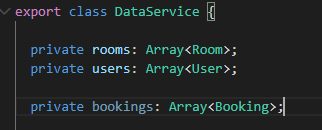 export class DataService {
private rooms: Array<Room>;
private users: Array<User>;
private bookings: Array<Booking>;